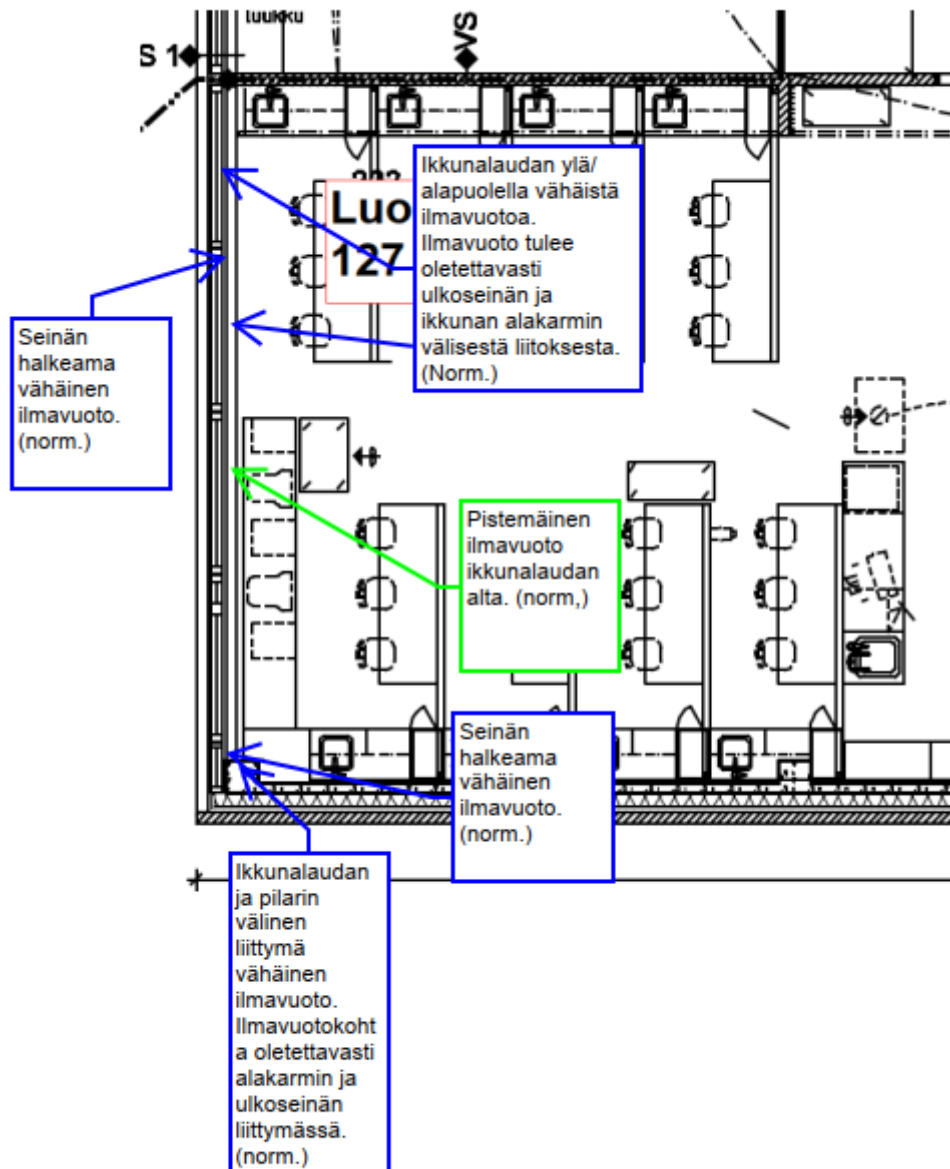 luukku
S 1
VS
Ikkunalaudan ylä/
alapuolella vähäistä
ilmavuotoa.
Ilmavuoto tulee
oletettavasti
ulkoseinän ja
ikkunan alakarmin
välisestä liitoksesta.
(Norm.)
Luo
127
Seinän
halkeama
vähäinen
ilmavuoto.
(norm.)
Pistemäinen
ilmavuoto
ikkunalaudan
alta. (norm,)
Seinän
halkeama
vähäinen
ilmavuoto.
(norm.)
Ikkunalaudan
ja pilarin
välinen
liittymä
vähäinen
ilmavuoto.
Ilmavuotokoht
a oletettavasti
alakarmin ja
ulkoseinän
liittymässä.
(norm.)